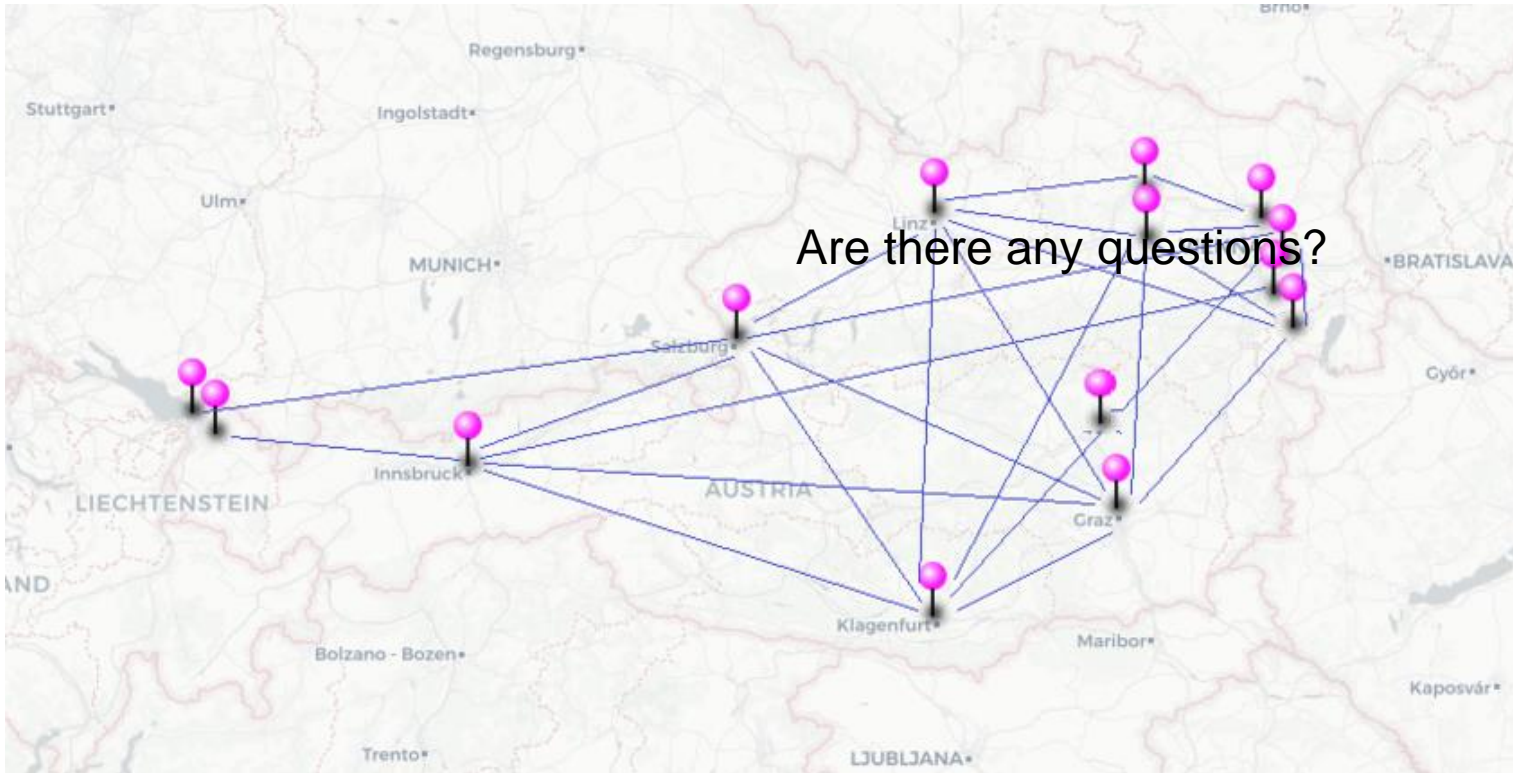 Brno
Regensburg
Stuttgart
Ingolstadt
Ulm
Linz
MUNICH
Are there any questions?
BRATISLAVA
Salzburg
Győr
Innsbruck
LIECHTENSTEIN
AUSTRIA
Graz
Klagenfurt
Maribor
Bolzano - Bozen
Kaposvár
Trento
LJUBLJANA